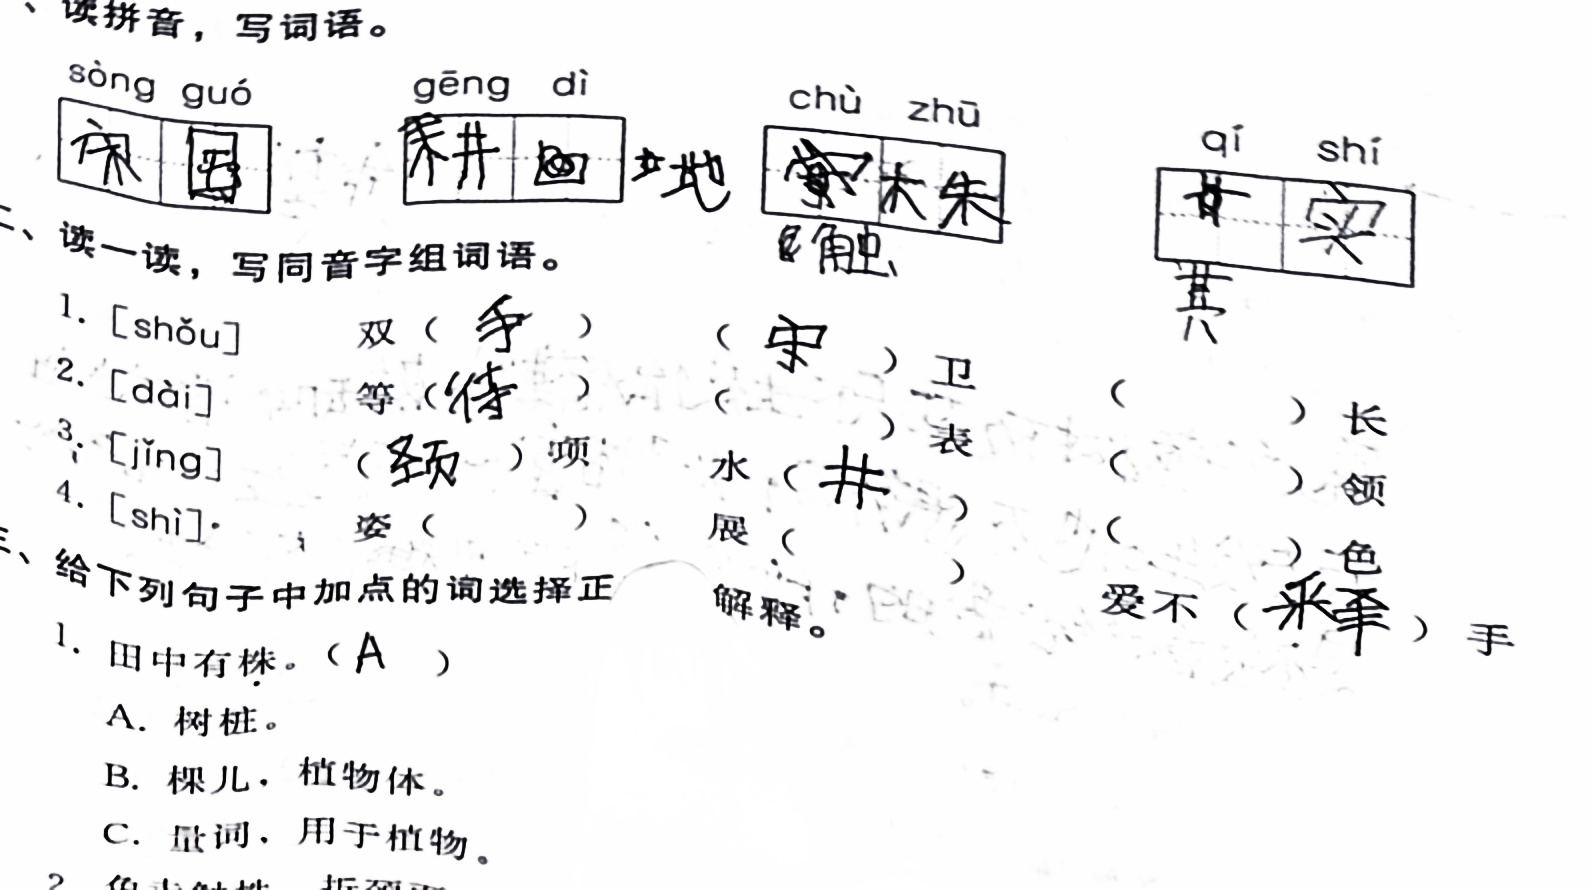 、读拼音，写词语。
sòng guó gēng dì chù zhū qí shí
宋国 耕 地 触 株 其实
二、读一读，写同音字组词语。
1. [shǒu] 双（手） （守）卫 （ ）长
2. [dài] 等（待） （ ）表 （ ）领
3. [jǐng] （颈）项 水（井） （ ）色
4. [shì] 姿（ ） 展（ ） 爱不（释）手
三、给下列句子中加点的词选择正 解释。
1. 田中有株。（A）
A. 树桩。
B. 棵儿，植物体。
C. 量词，用于植物。
2.